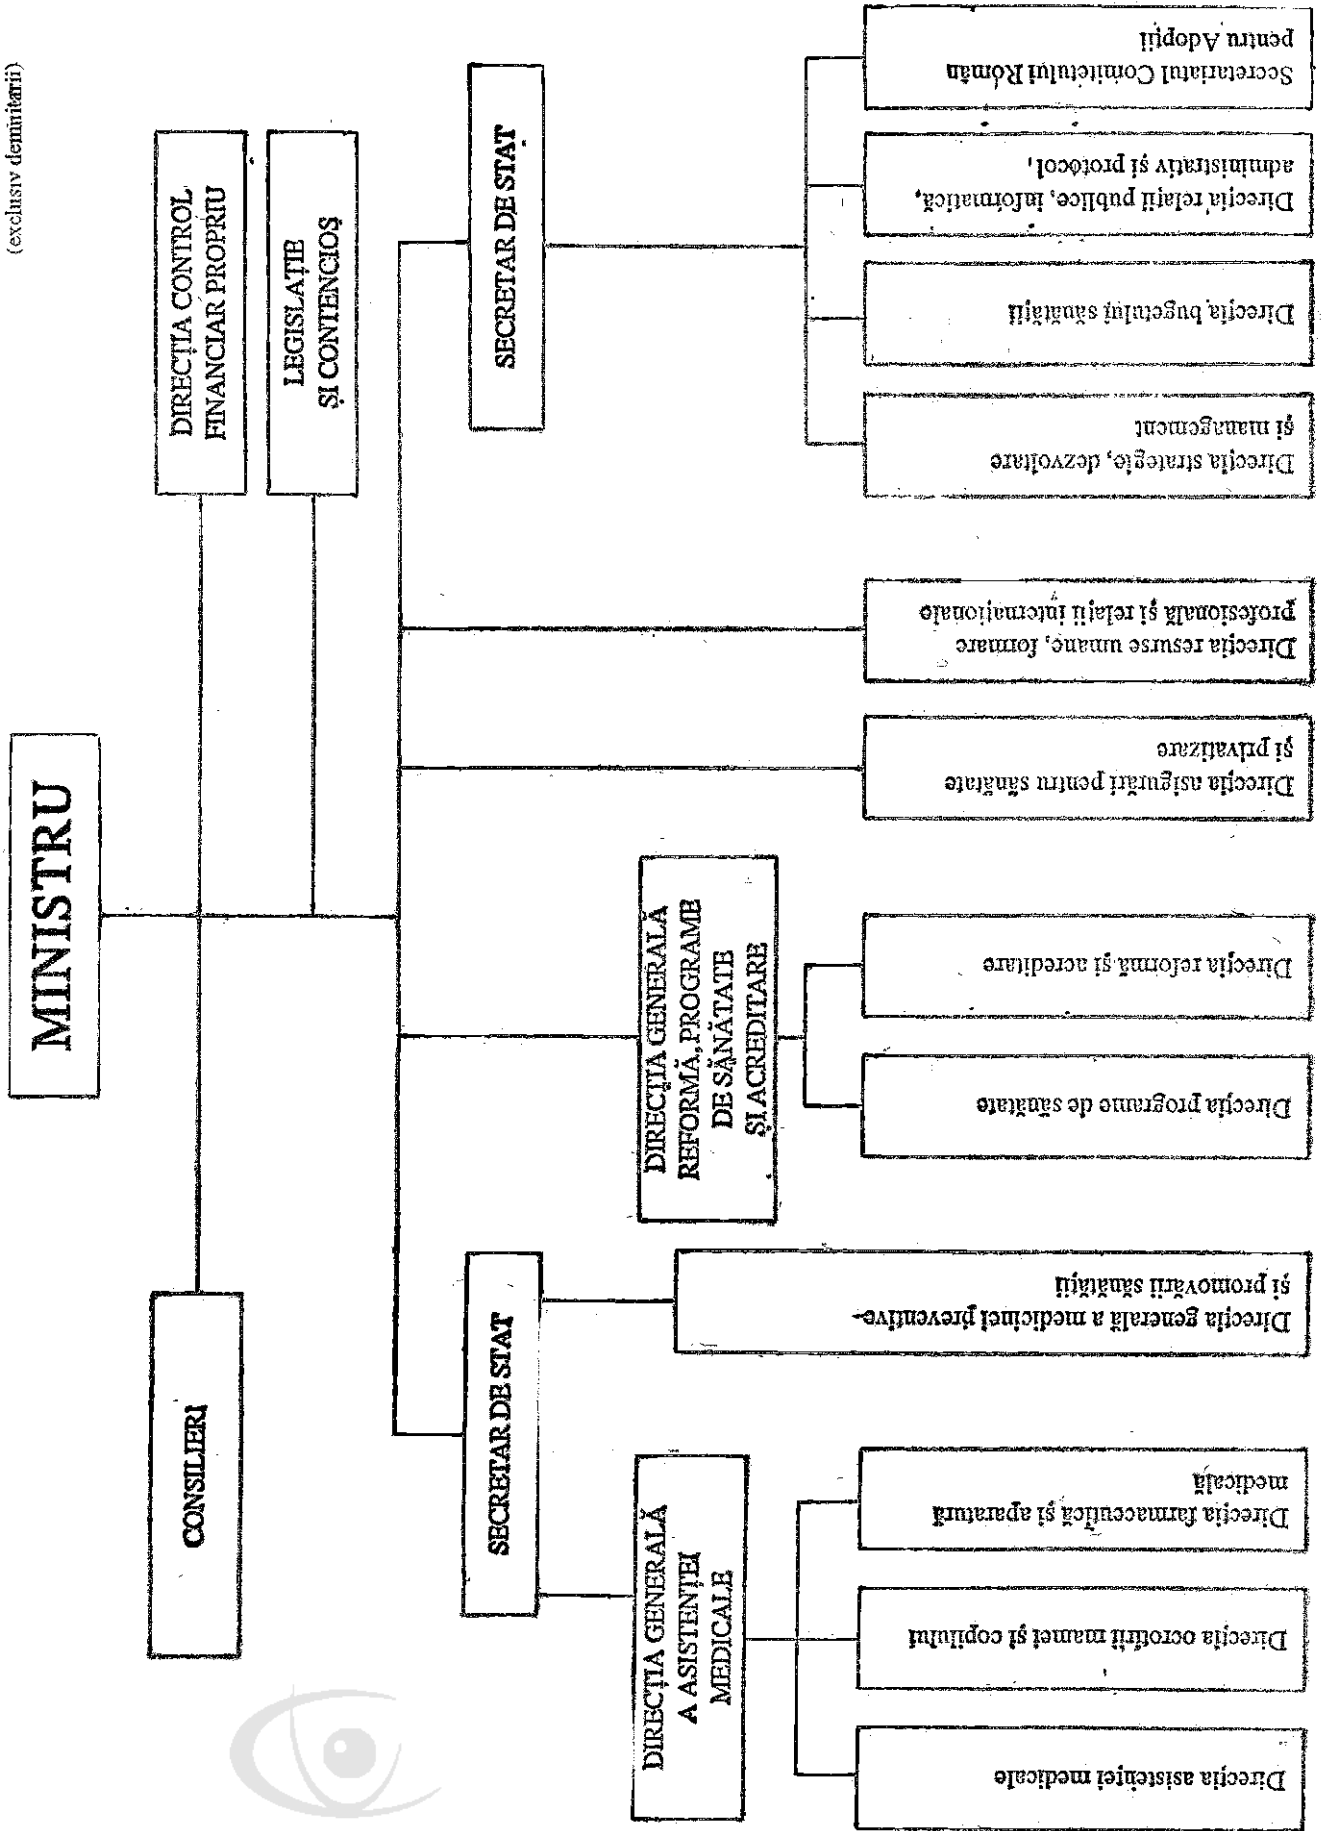 (exclusiv demnitarii)
MINISTRU
CONSILIERI
DIRECȚIA CONTROL
FINANCIAR PROPRIU
LEGISLAȚIE
ȘI CONTENCIOS
SECRETAR DE STAT
SECRETAR DE STAT
DIRECȚIA GENERALĂ
A ASISTENȚEI
MEDICALE
DIRECȚIA GENERALĂ
REFORMĂ, PROGRAME
DE SĂNĂTATE
ȘI ACREDITARE
Direcția asistenței medicale
Direcția ocrotirii mamei și copilului
Direcția farmaceutică și aparatură
medicală
Direcția generală a medicinei preventive
și promovării sănătății
Direcția programe de sănătate
Direcția reformă și acreditare
Direcția asigurări pentru sănătate
și privatizare
Direcția resurse umane, formare
profesională și relații internaționale
Direcția strategie, dezvoltare
și management
Direcția bugetului sănătății
Direcția relații publice, informatică,
administrativ și protocol
Secretariatul Comitetului Român
pentru Adopții